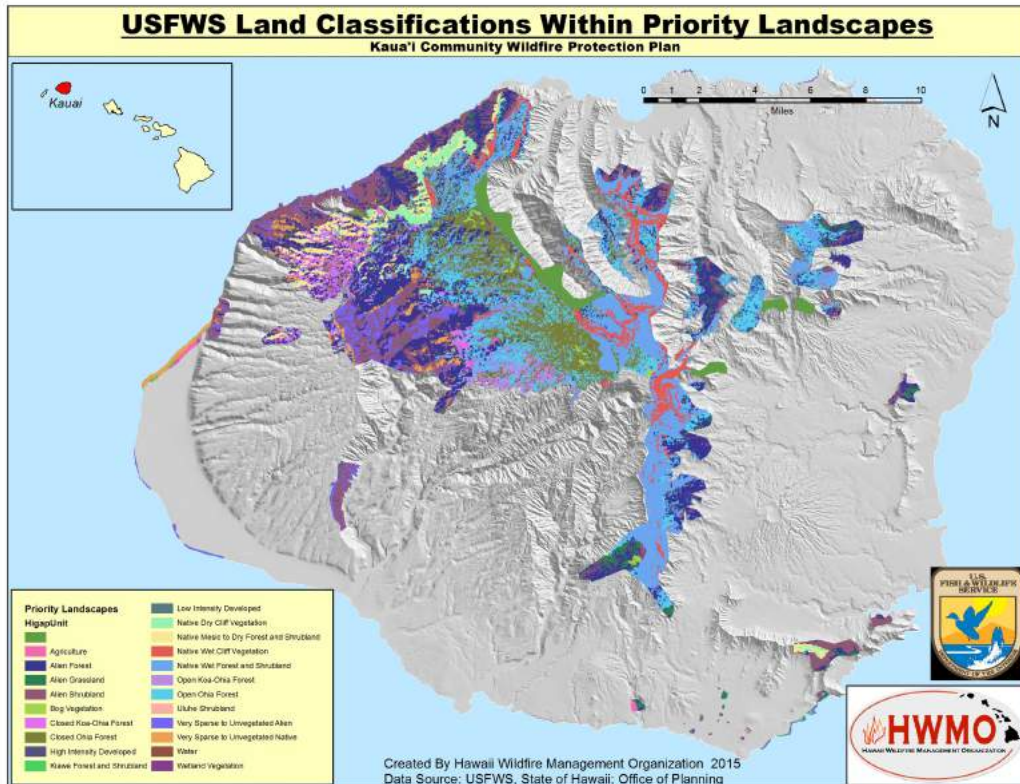 USFWS Land Classifications Within Priority Landscapes
Kaua'i Community Wildfire Protection Plan
Kauai
0 1 2 4 6 8 10
Miles
N
Priority Landscapes
HigapUnit
Agriculture
Alien Forest
Alien Grassland
Alien Shrubland
Bog Vegetation
Closed Koa-Ohia Forest
Closed Ohia Forest
High Intensity Developed
Kiawe Forest and Shrubland
Low Intensity Developed
Native Dry Cliff Vegetation
Native Mesic to Dry Forest and Shrubland
Native Wet Cliff Vegetation
Native Wet Forest and Shrubland
Open Koa-Ohia Forest
Open Ohia Forest
Uluhe Shrubland
Very Sparse to Unvegetated Alien
Very Sparse to Unvegetated Native
Water
Wetland Vegetation
U.S.
FISH & WILDLIFE
SERVICE
HWMO
HAWAII WILDFIRE MANAGEMENT ORGANIZATION
Created By Hawaii Wildfire Management Organization 2015
Data Source: USFWS, State of Hawaii: Office of Planning